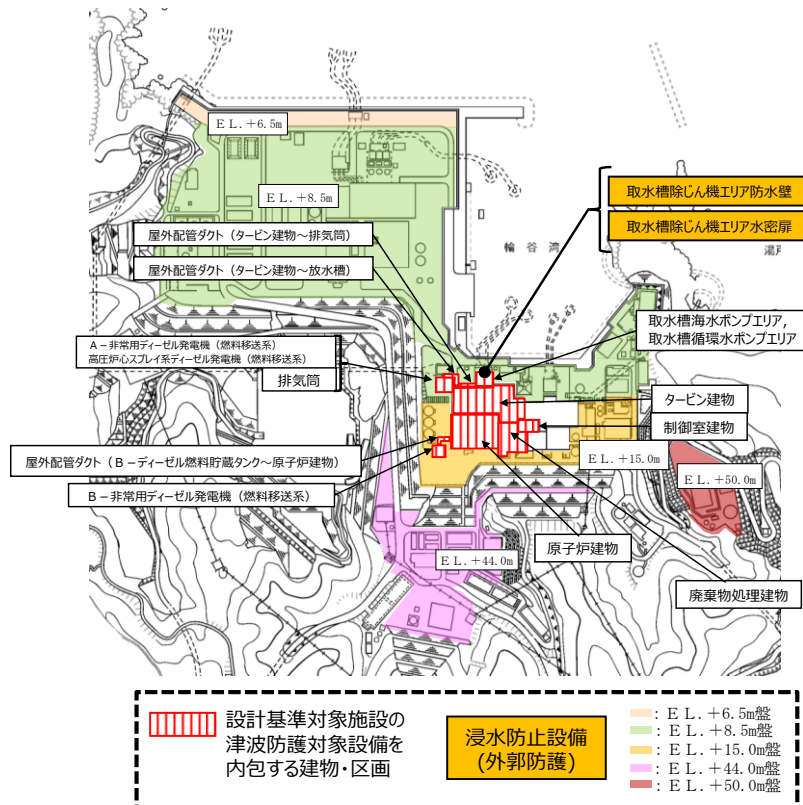 EL.+6.5m
EL.+8.5m
取水槽除じん機エリア防水壁
取水槽除じん機エリア水密扉
屋外配管ダクト（タービン建物～排気筒）
輪谷湾
屋外配管ダクト（タービン建物～放水槽）
取水槽海水ポンプエリア，
取水槽循環水ポンプエリア
A－非常用ディーゼル発電機（燃料移送系）
高圧炉心スプレイ系ディーゼル発電機（燃料移送系）
排気筒
タービン建物
制御室建物
屋外配管ダクト（B－ディーゼル燃料貯蔵タンク～原子炉建物）
EL.+15.0m
EL.+50.0m
B－非常用ディーゼル発電機（燃料移送系）
原子炉建物
EL.+44.0m
廃棄物処理建物
設計基準対象施設の
津波防護対象設備を
内包する建物・区画
浸水防止設備
(外郭防護)
：EL.+6.5m盤
：EL.+8.5m盤
：EL.+15.0m盤
：EL.+44.0m盤
：EL.+50.0m盤